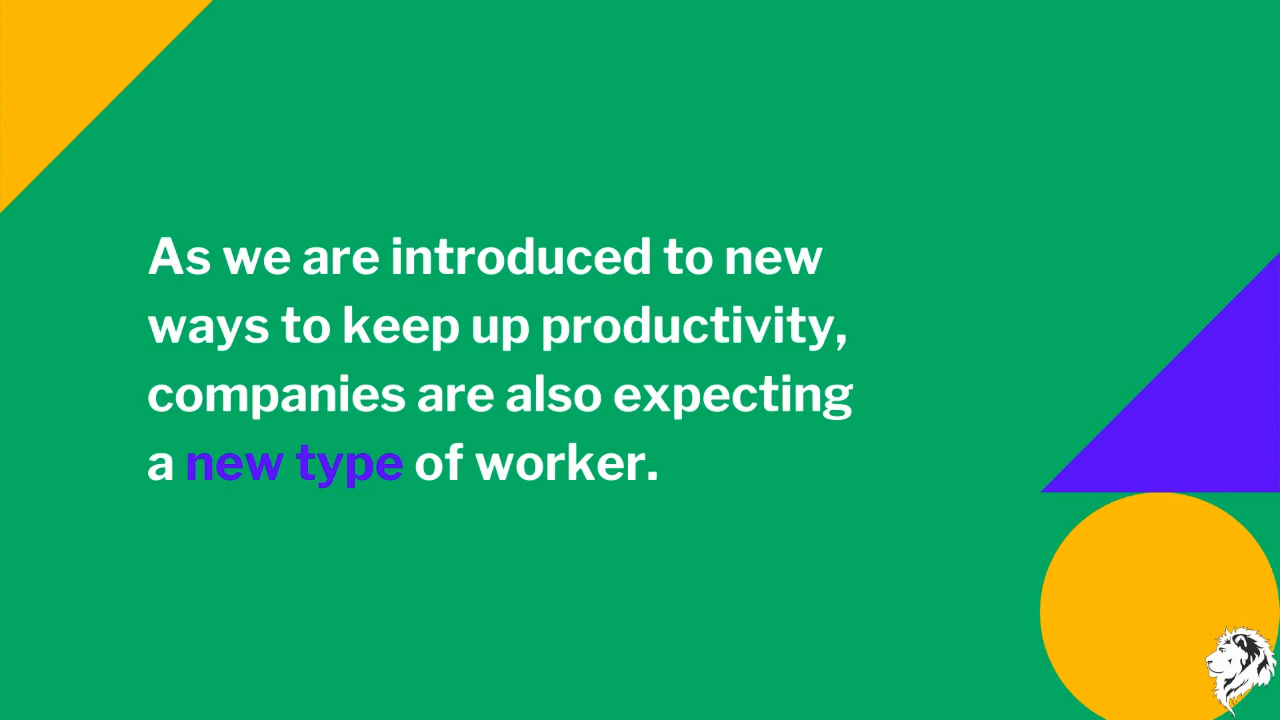 As we are introduced to new
ways to keep up productivity,
companies are also expecting
a new type of worker.